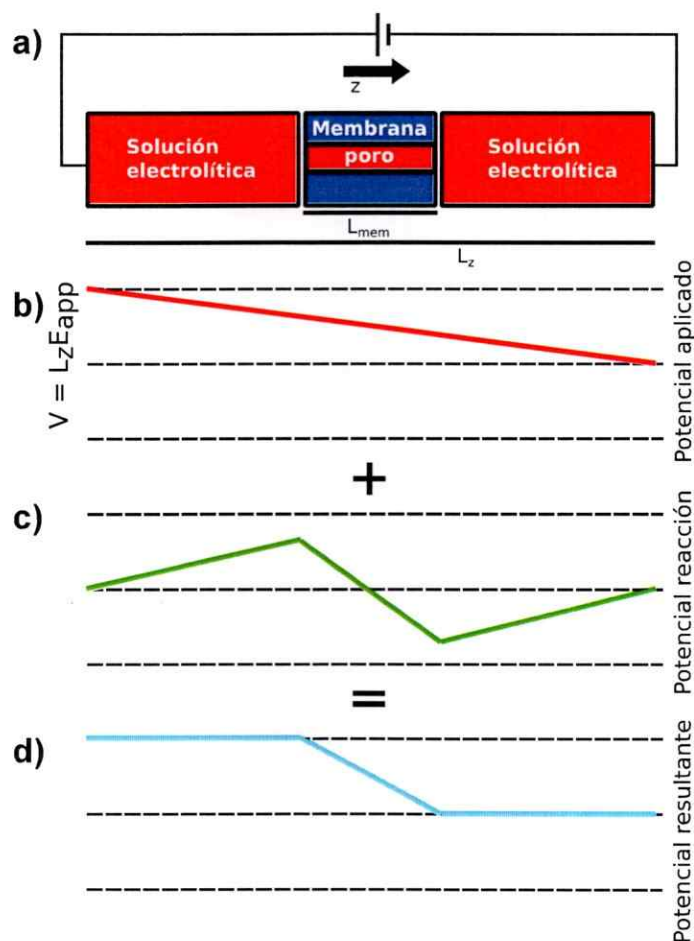 a)
z
Solución
electrolítica
Membrana
poro
Solución
electrolítica
Lmem
Lz
b)
V = LzEapp
Potencial aplicado
+
c)
Potencial reacción
=
d)
Potencial resultante